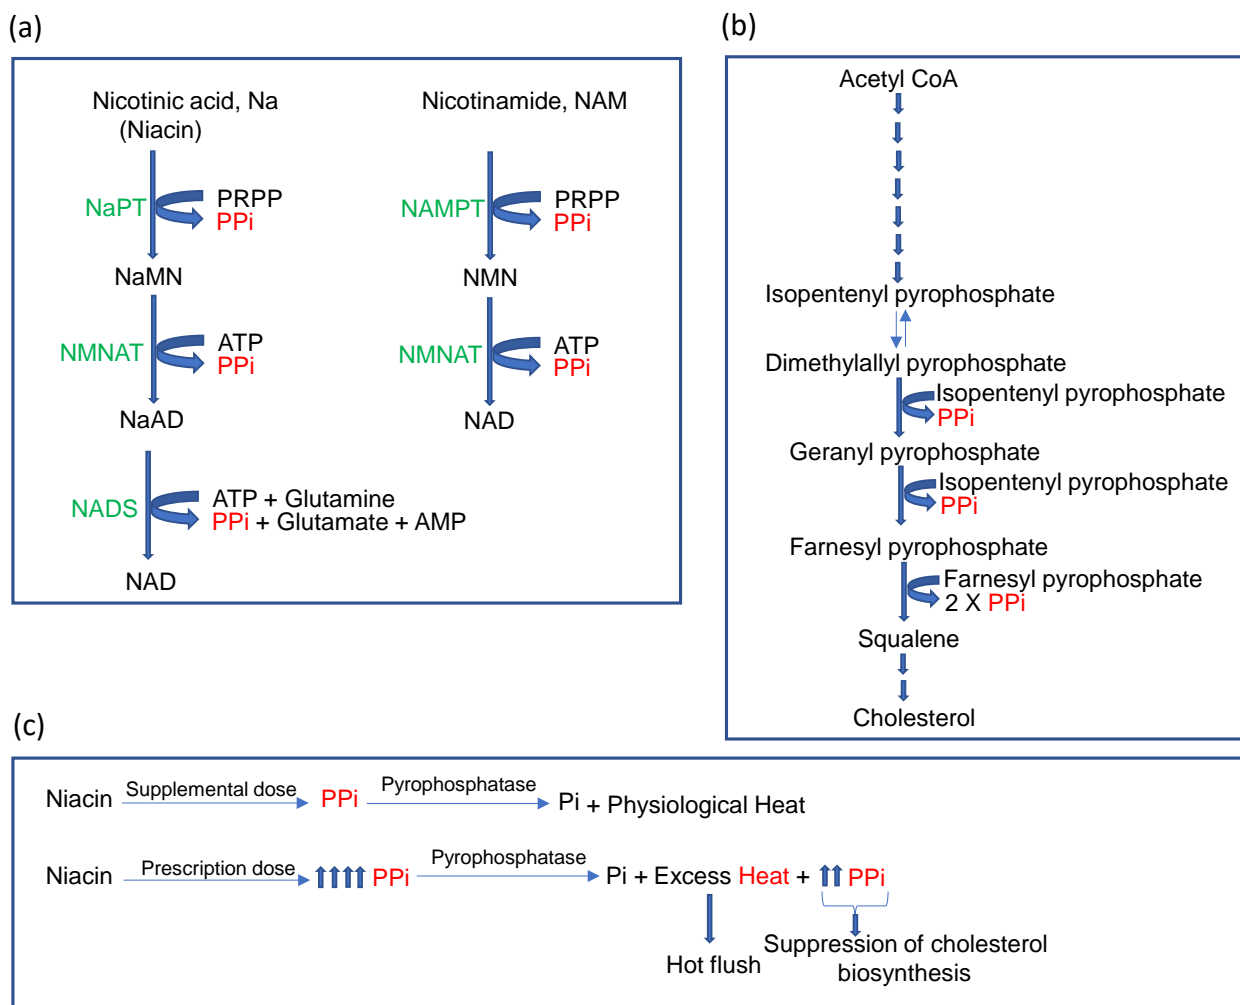 (a)
Nicotinic acid, Na
(Niacin)
NaPT
PRPP
PPi
NaMN
NMNAT
ATP
PPi
NaAD
NADS
ATP + Glutamine
PPi + Glutamate + AMP
NAD
Nicotinamide, NAM
NAMPT
PRPP
PPi
NMN
NMNAT
ATP
PPi
NAD
(b)
Acetyl CoA
Isopentenyl pyrophosphate
Dimethylallyl pyrophosphate
Isopentenyl pyrophosphate
PPi
Geranyl pyrophosphate
Isopentenyl pyrophosphate
PPi
Farnesyl pyrophosphate
Farnesyl pyrophosphate
2 X PPi
Squalene
Cholesterol
(c)
Niacin Supplemental dose PPi Pyrophosphatase Pi + Physiological Heat
Niacin Prescription dose PPi Pyrophosphatase Pi + Excess Heat + PPi
Hot flush
Suppression of cholesterol
biosynthesis